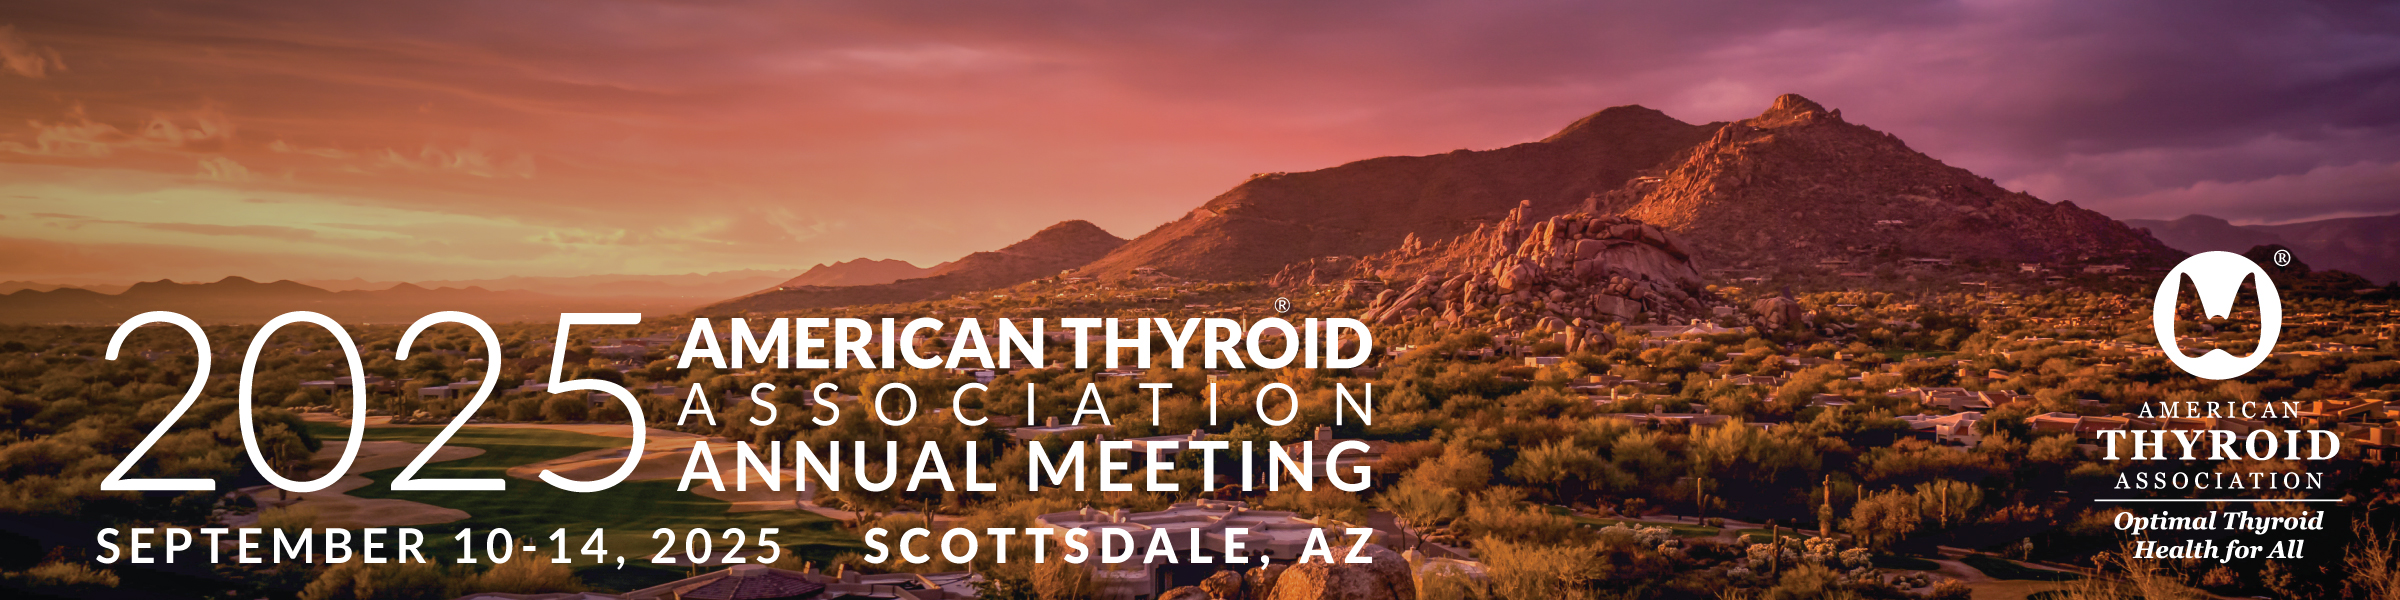 2025
AMERICAN THYROID®
ASSOCIATION
ANNUAL MEETING
SEPTEMBER 10-14, 2025 SCOTTSDALE, AZ
®
AMERICAN
THYROID
ASSOCIATION
Optimal Thyroid
Health for All